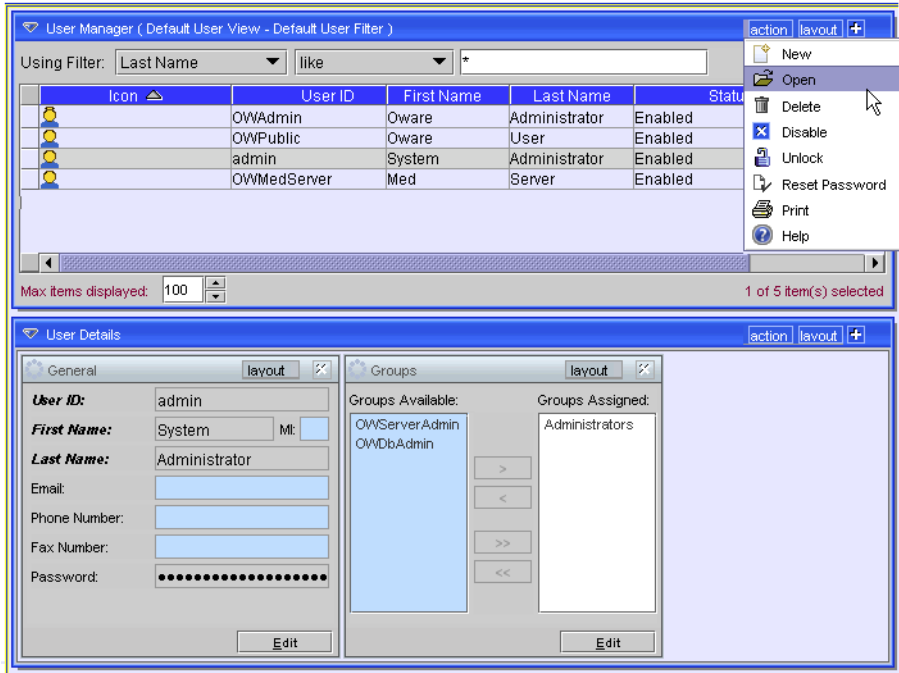 User Manager ( Default User View - Default User Filter )
action layout
Using Filter: Last Name like *
Icon User ID First Name Last Name Statu
OWAdmin Oware Administrator Enabled
OWPublic Oware User Enabled
admin System Administrator Enabled
OWMedServer Med Server Enabled
New
Open
Delete
Disable
Unlock
Reset Password
Print
Help
Max items displayed: 100
1 of 5 item(s) selected
User Details
action layout
General layout
User ID: admin
First Name: System MI:
Last Name: Administrator
Email:
Phone Number:
Fax Number:
Password:
Edit
Groups layout
Groups Available: Groups Assigned:
OWServerAdmin
OWDbAdmin
Administrators
>
<
>>
<<
Edit